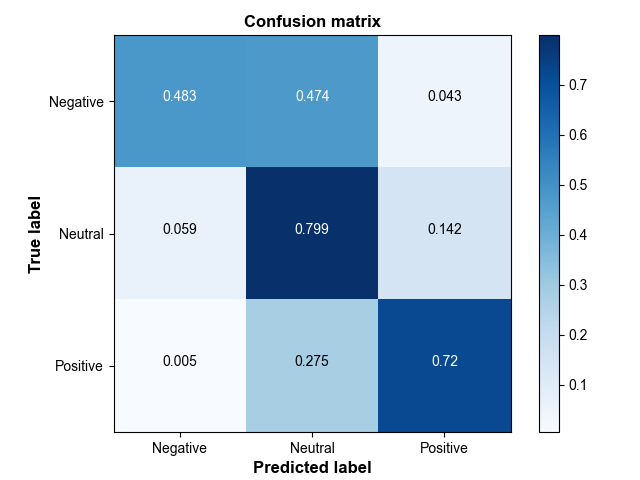 Confusion matrix
Negative 0.483 0.474 0.043
0.7
0.6
0.5
Neutral 0.059 0.799 0.142
0.4
0.3
0.2
Positive 0.005 0.275 0.72
0.1
Negative Neutral Positive
Predicted label
True label